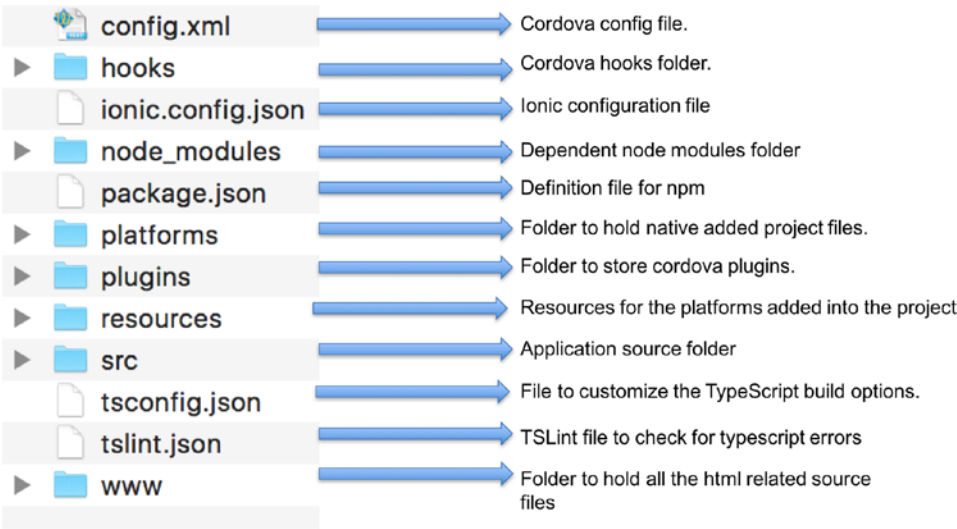 config.xml Cordova config file.
hooks Cordova hooks folder.
ionic.config.json Ionic configuration file
node_modules Dependent node modules folder
package.json Definition file for npm
platforms Folder to hold native added project files.
plugins Folder to store cordova plugins.
resources Resources for the platforms added into the project
src Application source folder
tsconfig.json File to customize the TypeScript build options.
tslint.json TSLint file to check for typescript errors
www Folder to hold all the html related source
files